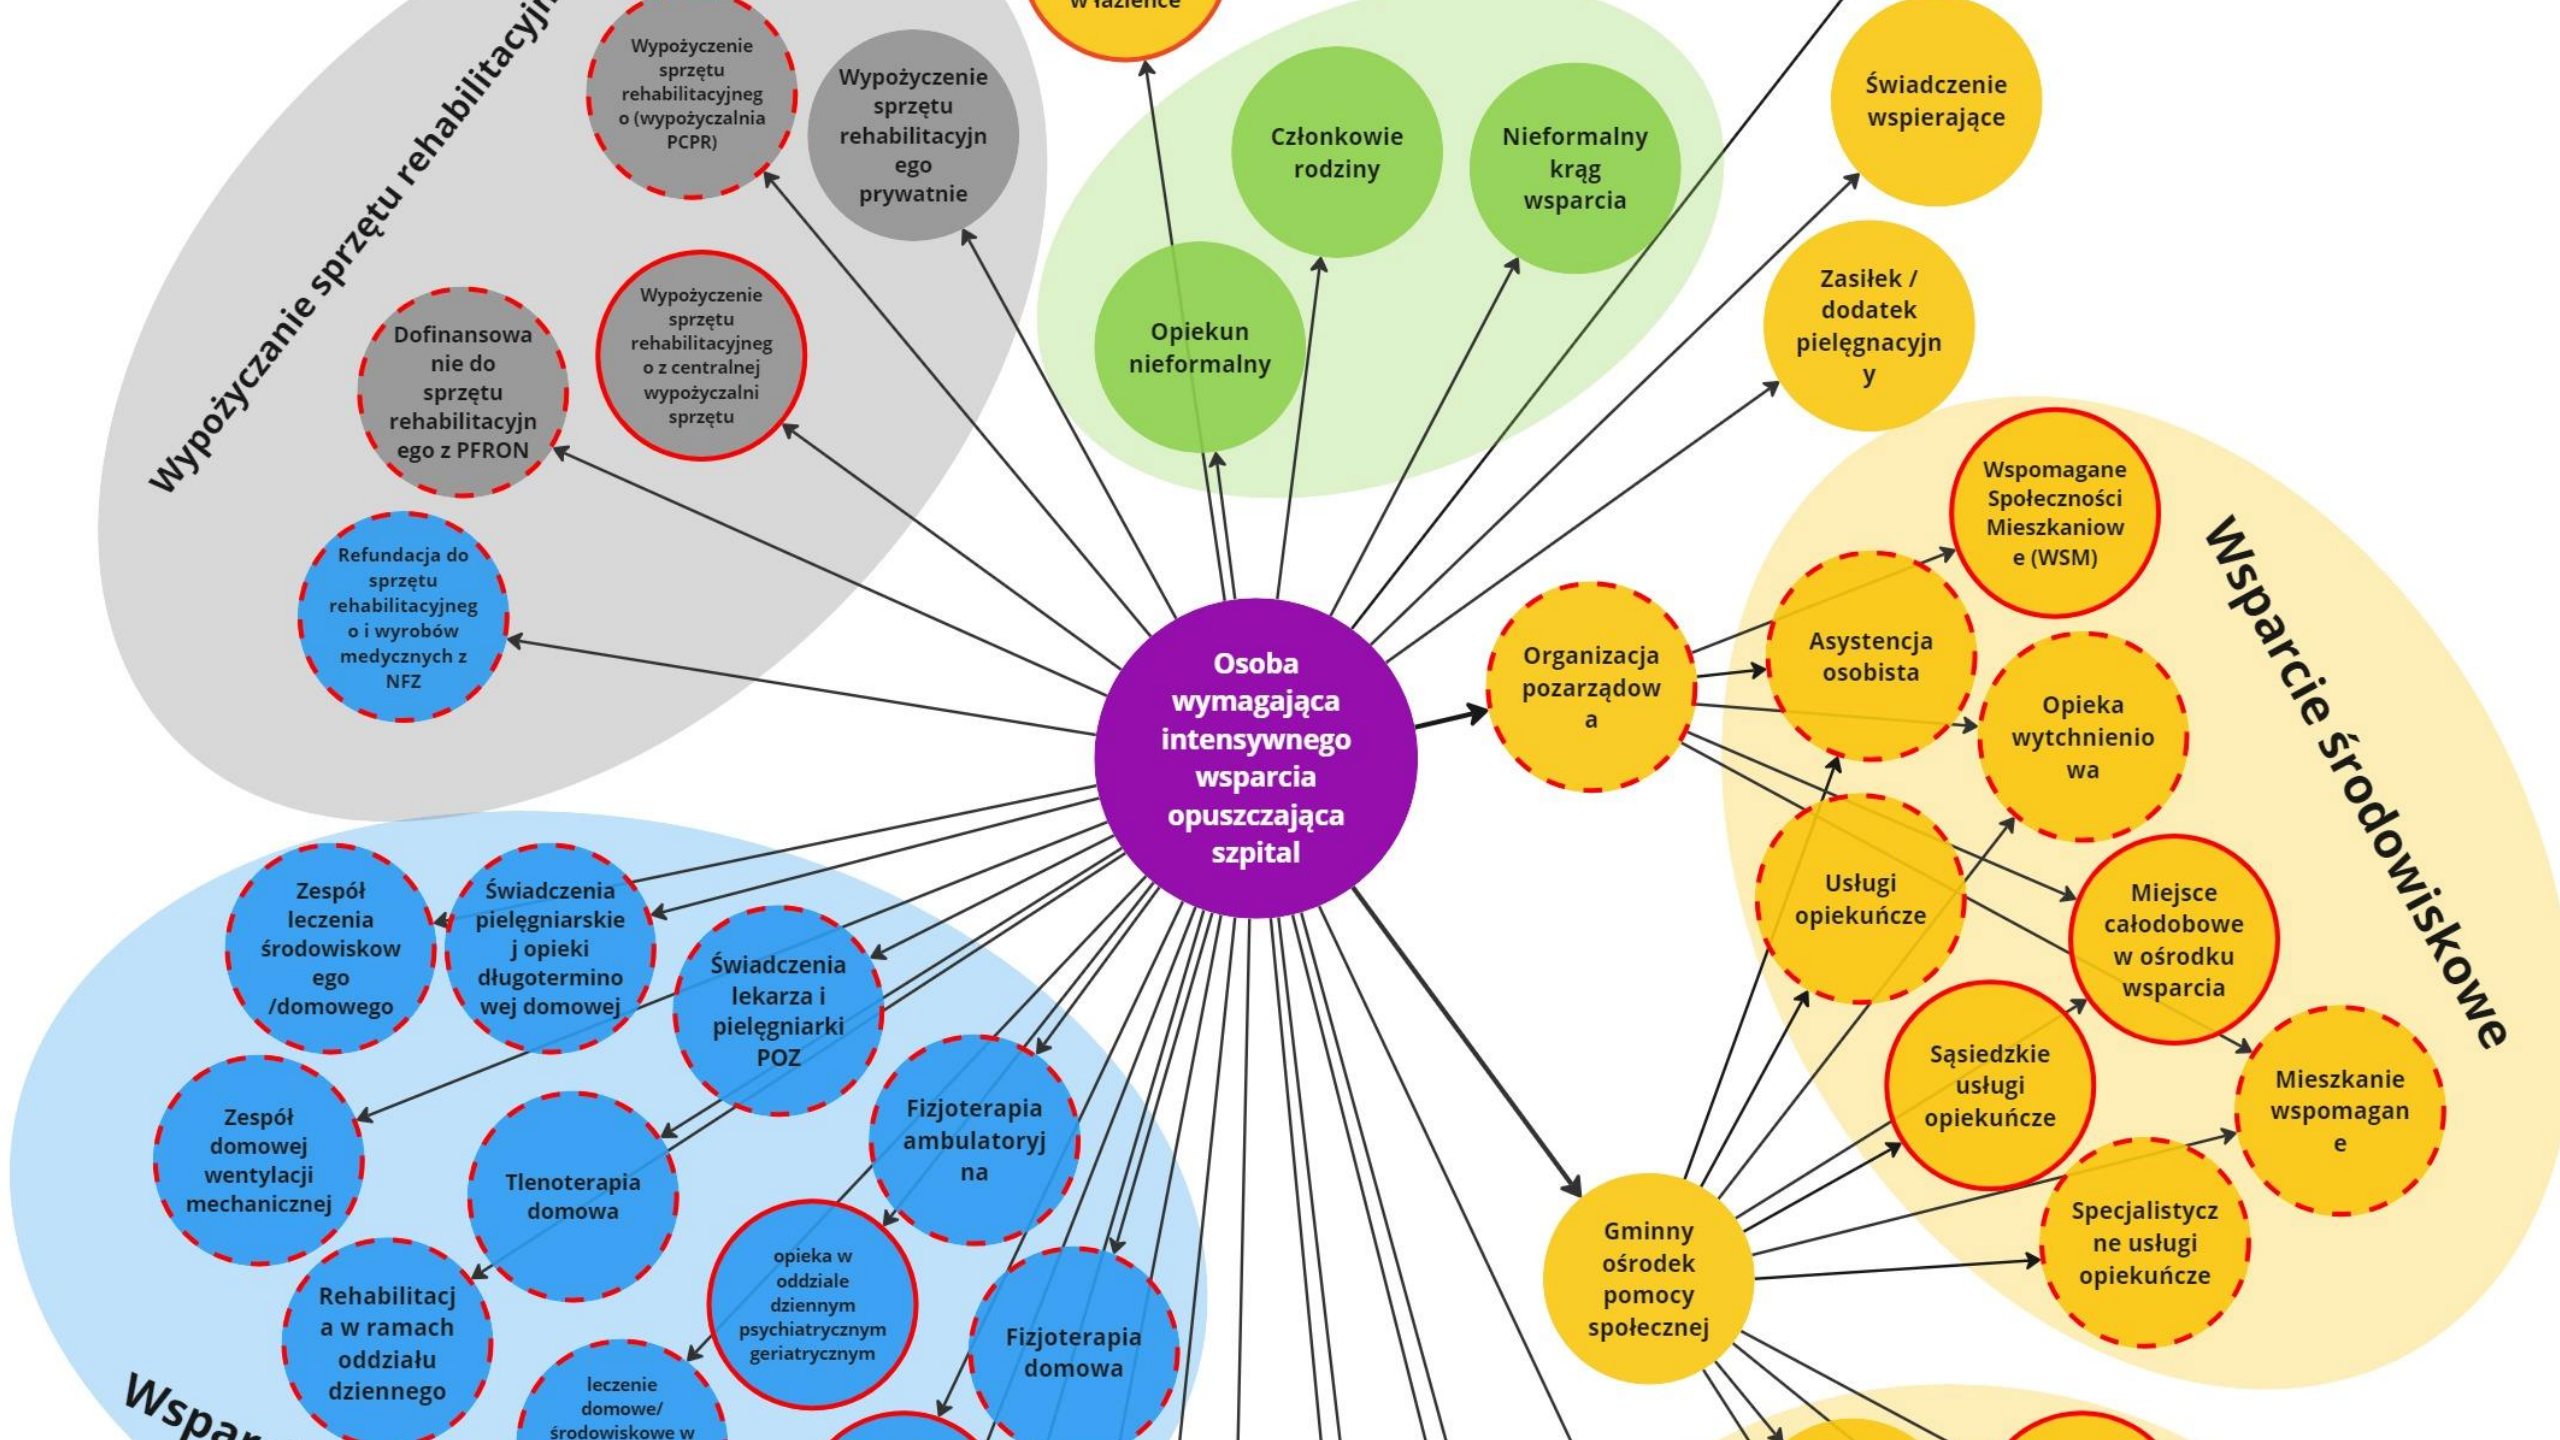 w łazience
Wypożyczanie sprzętu rehabilitacyjn
Wypożyczenie
sprzętu
rehabilitacyjneg
o (wypożyczalnia
PCPR)
Wypożyczenie
sprzętu
rehabilitacyjn
ego
prywatnie
Członkowie
rodziny
Nieformalny
krąg
wsparcia
Świadczenie
wspierające
Dofinansowa
nie do
sprzętu
rehabilitacyjn
ego z PFRON
Wypożyczenie
sprzętu
rehabilitacyjneg
o z centralnej
wypożyczalni
sprzętu
Opiekun
nieformalny
Zasiłek /
dodatek
pielęgnacyjn
y
Refundacja do
sprzętu
rehabilitacyjneg
o i wyrobów
medycznych z
NFZ
Osoba
wymagająca
intensywnego
wsparcia
opuszczająca
szpital
Organizacja
pozarządow
a
Wsparcie środowiskowe
Wspomagane
Społeczności
Mieszkaniow
e (WSM)
Asystencja
osobista
Opieka
wytchnienio
wa
Usługi
opiekuńcze
Miejsce
całodobowe
w ośrodku
wsparcia
Sąsiedzkie
usługi
opiekuńcze
Mieszkanie
wspomagan
e
Specjalistycz
ne usługi
opiekuńcze
Gminny
ośrodek
pomocy
społecznej
Zespół
leczenia
środowiskow
ego
/domowego
Świadczenia
pielęgniarskie
j opieki
długotermino
wej domowej
Świadczenia
lekarza i
pielęgniarki
POZ
Fizjoterapia
ambulatoryj
na
Zespół
domowej
wentylacji
mechanicznej
Tlenoterapia
domowa
opieka w
oddziale
dziennym
psychiatrycznym
geriatrycznym
Fizjoterapia
domowa
Rehabilitacj
a w ramach
oddziału
dziennego
leczenie
domowe/
środowiskowe w
Wspar